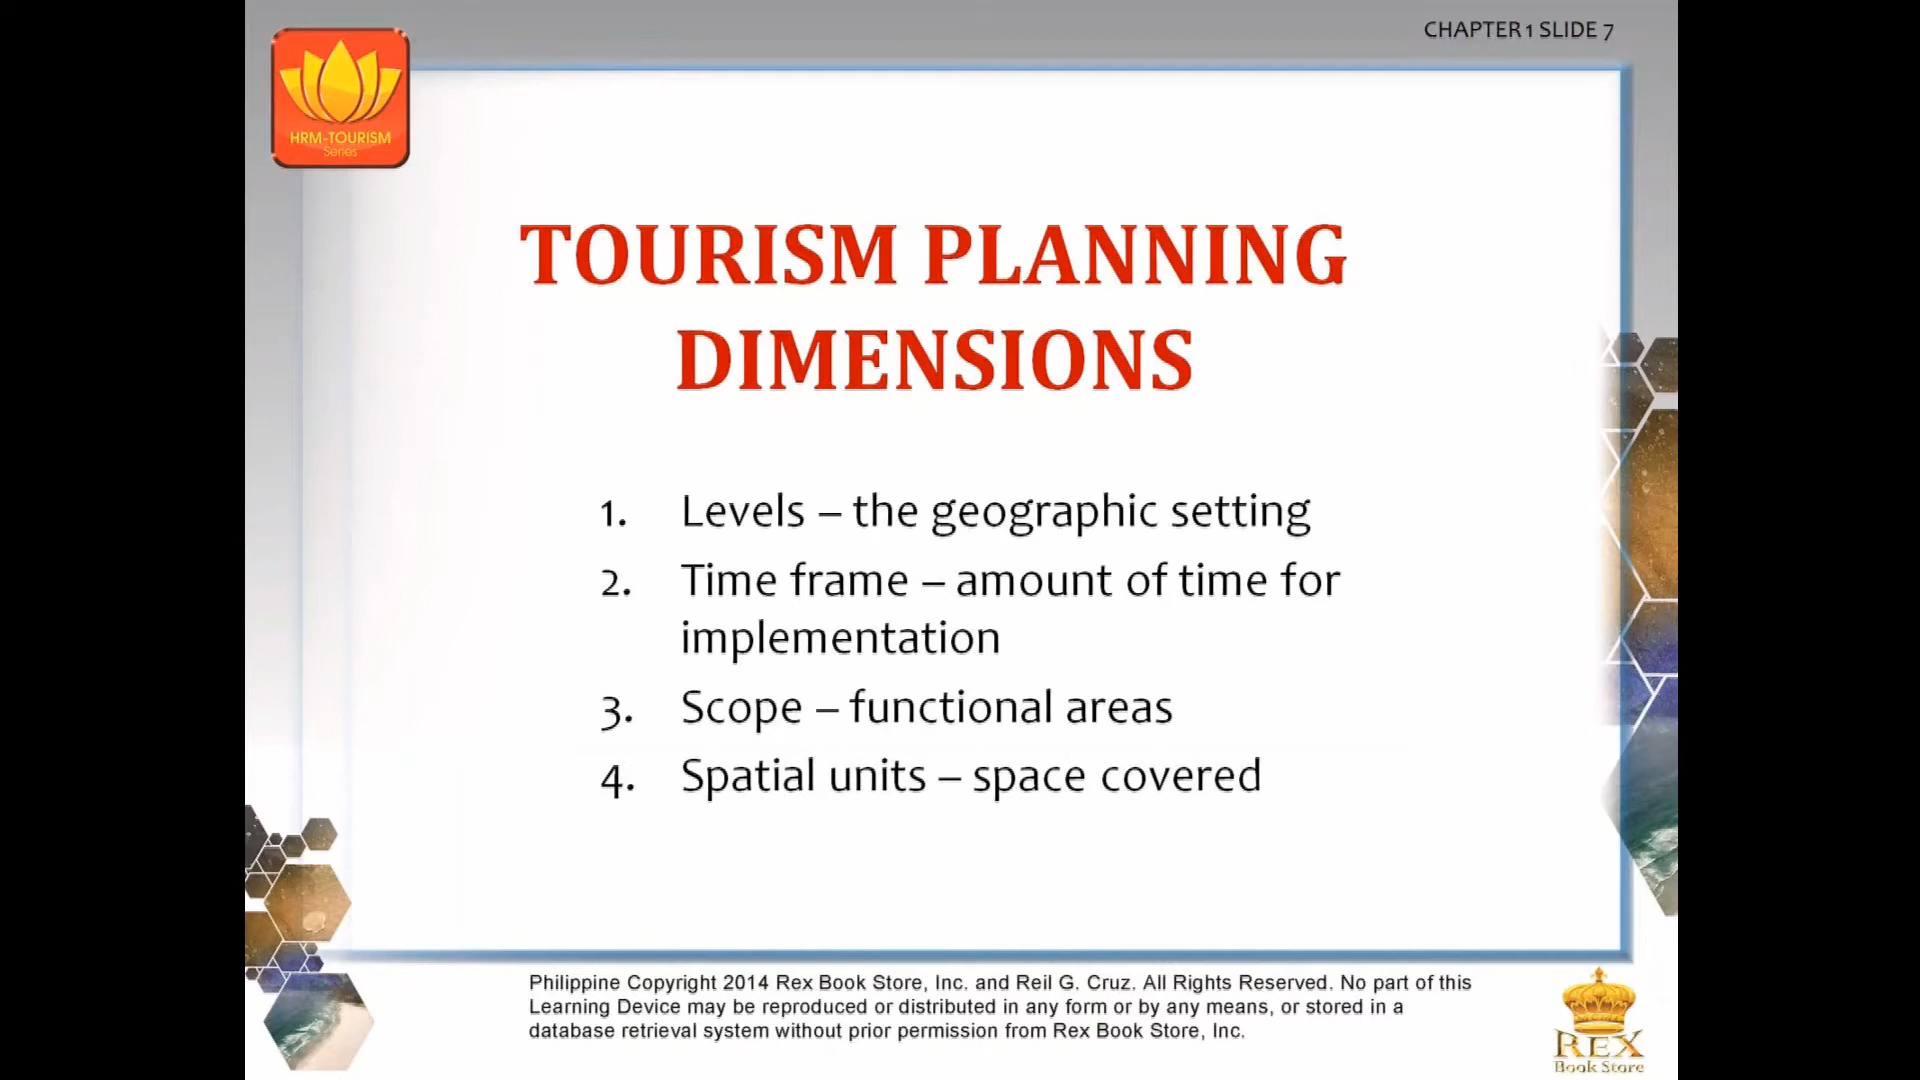 CHAPTER 1 SLIDE 7
HRM-TOURISM
Series
TOURISM PLANNING
DIMENSIONS
1. Levels – the geographic setting
2. Time frame – amount of time for
implementation
3. Scope – functional areas
4. Spatial units – space covered
Philippine Copyright 2014 Rex Book Store, Inc. and Reil G. Cruz. All Rights Reserved. No part of this
Learning Device may be reproduced or distributed in any form or by any means, or stored in a
database retrieval system without prior permission from Rex Book Store, Inc.
REX
Book Store